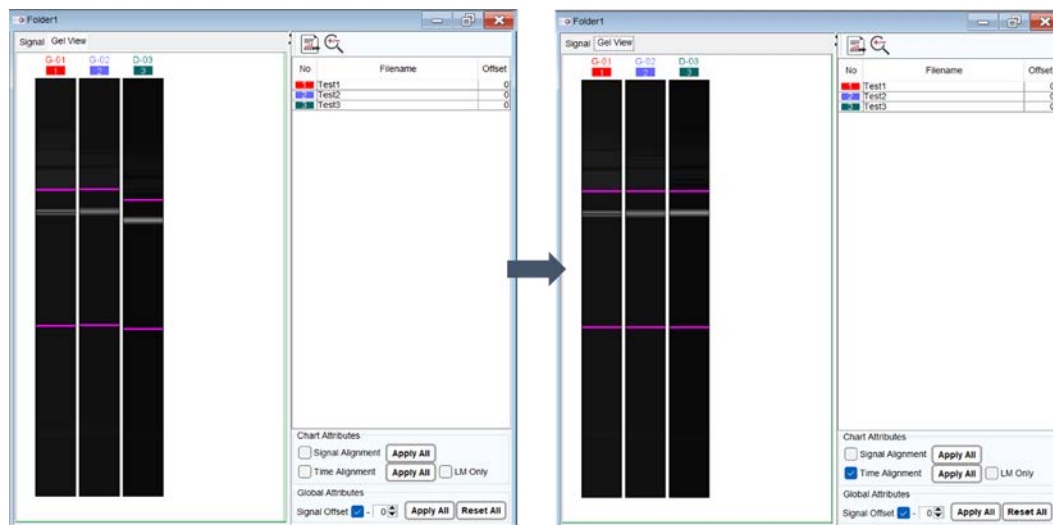 Folder1
Signal Gel View
G-01 G-02 D-03
1 2 3
No Filename Offset
1 Test1 0
2 Test2 0
3 Test3 0
Chart Attributes
Signal Alignment Apply All
Time Alignment Apply All LM Only
Global Attributes
Signal Offset - 0 Apply All Reset All
Folder1
Signal Gel View
G-01 G-02 D-03
1 2 3
No Filename Offset
1 Test1 0
2 Test2 0
3 Test3 0
Chart Attributes
Signal Alignment Apply All
Time Alignment Apply All LM Only
Global Attributes
Signal Offset - 0 Apply All Reset All